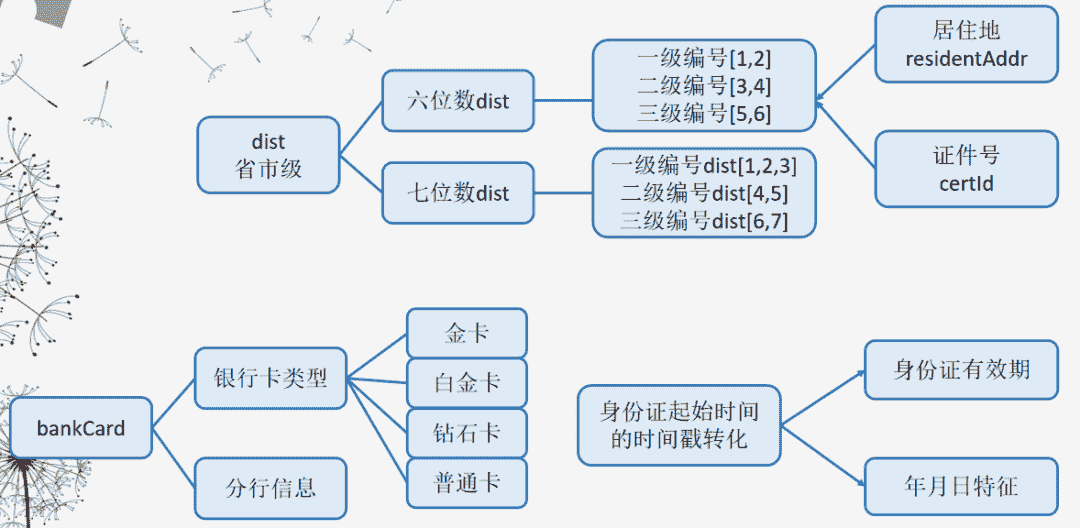 dist
省市级
六位数dist
七位数dist
一级编号[1,2]
二级编号[3,4]
三级编号[5,6]
一级编号dist[1,2,3]
二级编号dist[4,5]
三级编号dist[6,7]
居住地
residentAddr
证件号
certId
bankCard
银行卡类型
分行信息
金卡
白金卡
钻石卡
普通卡
身份证起始时间
的时间戳转化
身份证有效期
年月日特征